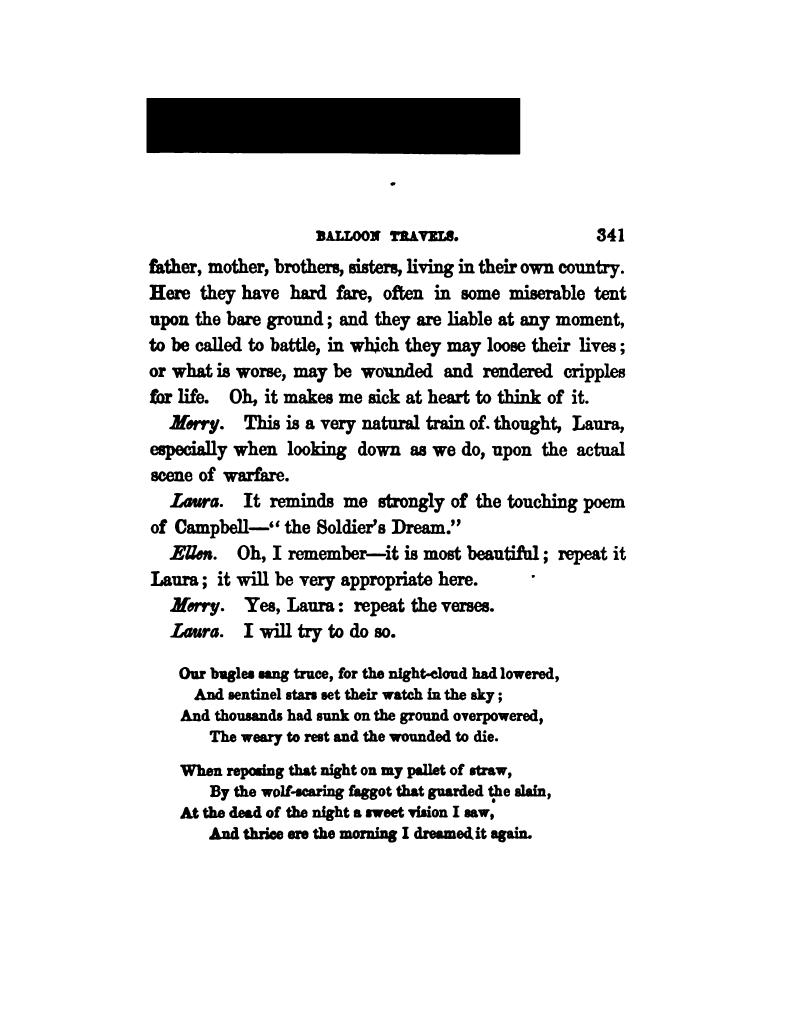 BALLOON TRAVELS. 341
father, mother, brothers, sisters, living in their own country.
Here they have hard fare, often in some miserable tent
upon the bare ground; and they are liable at any moment,
to be called to battle, in which they may loose their lives;
or what is worse, may be wounded and rendered cripples
for life. Oh, it makes me sick at heart to think of it.
Merry. This is a very natural train of thought, Laura,
especially when looking down as we do, upon the actual
scene of warfare.
Laura. It reminds me strongly of the touching poem
of Campbell—“the Soldier’s Dream.”
Ellen. Oh, I remember—it is most beautiful; repeat it
Laura; it will be very appropriate here.
Merry. Yes, Laura: repeat the verses.
Laura. I will try to do so.
Our bugles sang truce, for the night-cloud had lowered,
And sentinel stars set their watch in the sky;
And thousands had sunk on the ground overpowered,
The weary to rest and the wounded to die.
When reposing that night on my pallet of straw,
By the wolf-scaring faggot that guarded the slain,
At the dead of the night a sweet vision I saw,
And thrice ere the morning I dreamed it again.